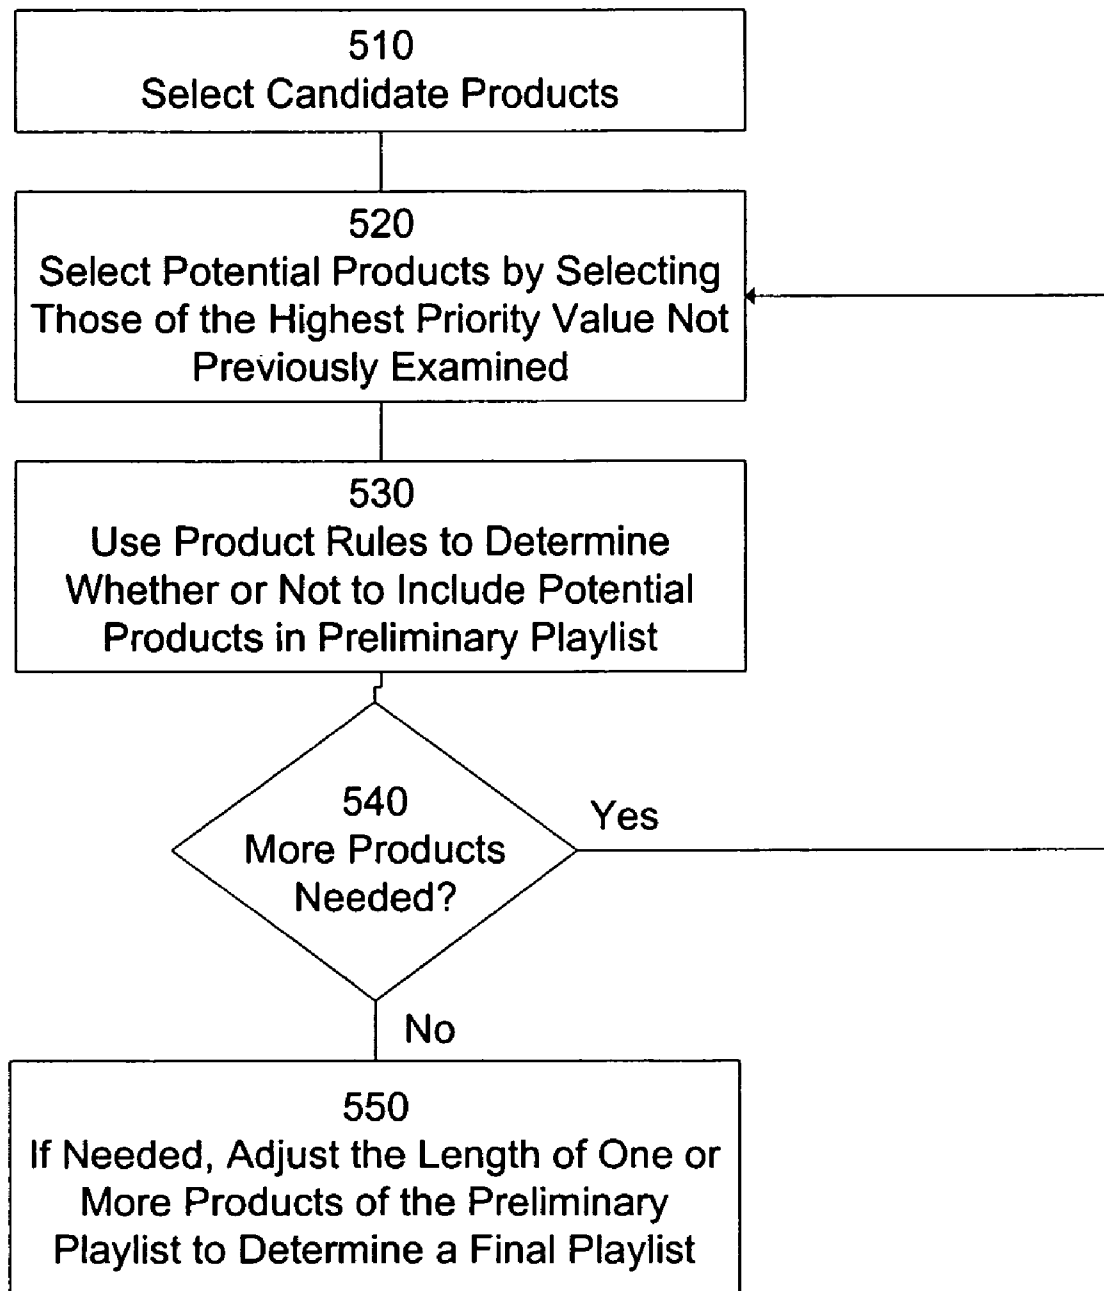 510
Select Candidate Products
520
Select Potential Products by Selecting
Those of the Highest Priority Value Not
Previously Examined
530
Use Product Rules to Determine
Whether or Not to Include Potential
Products in Preliminary Playlist
540
More Products
Needed?
Yes
No
550
If Needed, Adjust the Length of One or
More Products of the Preliminary
Playlist to Determine a Final Playlist